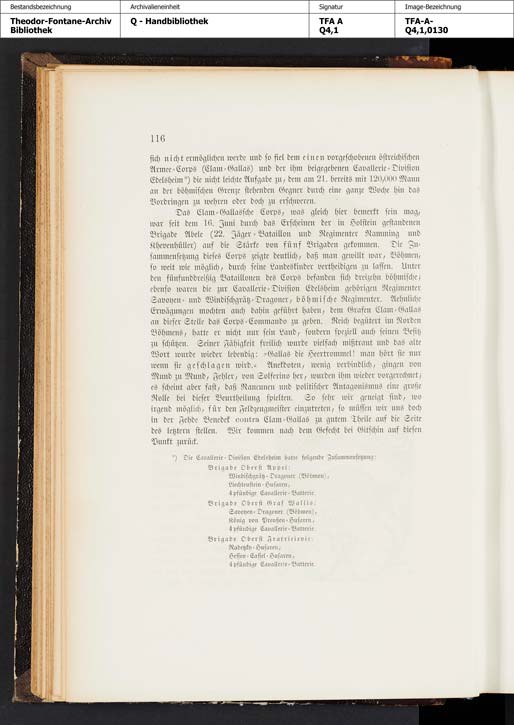 Bestandsbezeichnung Archivalieneinheit Signatur Image-Bezeichnung
Theodor-Fontane-Archiv Q - Handbibliothek TFA A TFA-A-
Bibliothek Q4,1 Q4,1,0130
116
sich nicht ermöglichen werde und so fiel dem einen vorgeschobenen östreichischen
Armee-Corps (Clam-Gallas) und der ihm beigegebenen Cavallerie-Division
Edelsheim*) die nicht leichte Aufgabe zu, dem am 21. bereits mit 120,000 Mann
an der böhmischen Grenze stehenden Gegner durch eine ganze Woche hin das
Vordringen zu wehren oder doch zu erschweren.
Das Clam-Gallassche Corps, was gleich hier bemerkt sein mag,
war seit dem 16. Juni durch das Erscheinen der in Holstein gestandenen
Brigade Abele (22. Jäger-Bataillon und Regimenter Ramming und
Khevenhüller) auf die Stärke von fünf Brigaden gekommen. Die Zu-
sammensetzung dieses Corps zeigte deutlich, daß man gewillt war, Böhmen,
so weit wie möglich, durch seine Landeskinder vertheidigen zu lassen. Unter
den fünfunddreißig Bataillonen des Corps befanden sich dreizehn böhmische;
ebenso waren die zur Cavallerie-Division Edelsheim gehörigen Regimenter
Savoyen- und Windischgrätz-Dragoner, böhmische Regimenter. Aehnliche
Erwägungen mochten auch dahin geführt haben, dem Grafen Clam-Gallas
an dieser Stelle das Corps-Commando zu geben. Reich begütert im Norden
Böhmens, hatte er nicht nur sein Land, sondern speziell auch seinen Besitz
zu schützen. Seiner Fähigkeit freilich wurde vielfach mißtraut und das alte
Wort wurde wieder lebendig: »Gallas die Heertrommel! man hört sie nur
wenn sie geschlagen wird.« Anekdoten, wenig verbindlich, gingen von
Mund zu Mund, Fehler, von Solferino her, wurden ihm wieder vorgerechnet;
es scheint aber fast, daß Rancunen und politischer Antagonismus eine große
Rolle bei dieser Beurtheilung spielten. So sehr wir geneigt sind, wo
irgend möglich, für den Feldzeugmeister einzutreten, so müssen wir uns doch
in der Fehde Benedek contra Clam-Gallas zu gutem Theile auf die Seite
des letztern stellen. Wir kommen nach dem Gefecht bei Gitschin auf diesen
Punkt zurück.
*) Die Cavallerie-Division Edelsheim hatte folgende Zusammensetzung:
Brigade Oberst Appel:
Windischgrätz-Dragoner (Böhmen),
Liechtenstein-Husaren,
4 pfündige Cavallerie-Batterie.
Brigade Oberst Graf Wallis:
Savoyen-Dragoner (Böhmen),
König von Preußen-Husaren,
4 pfündige Cavallerie-Batterie.
Brigade Oberst Fratricievic:
Radetzky-Husaren,
Hessen-Cassel-Husaren,
4 pfündige Cavallerie-Batterie.